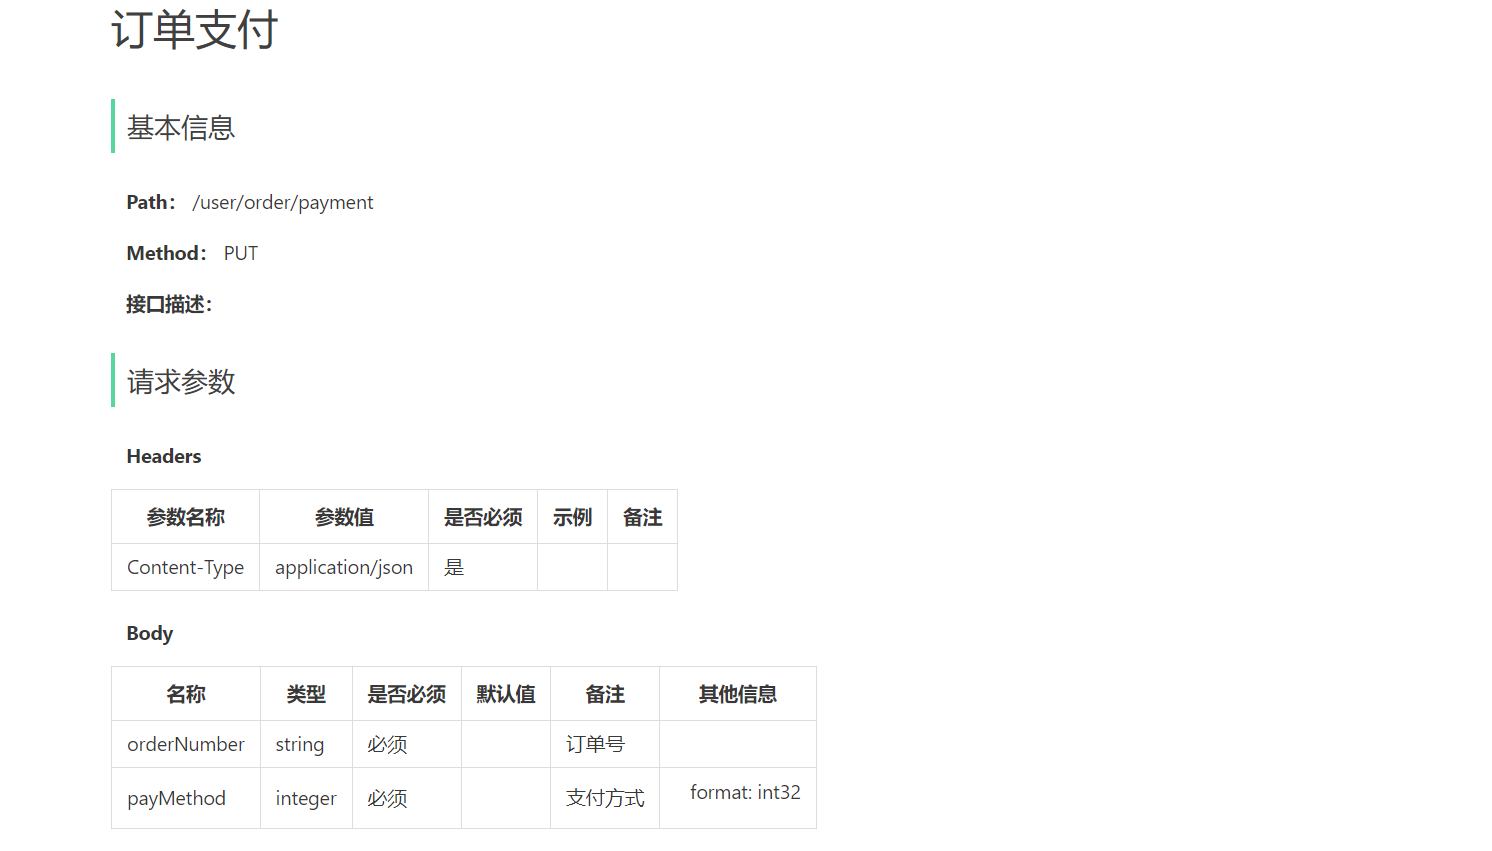 订单支付
基本信息
Path： /user/order/payment
Method： PUT
接口描述：
请求参数
Headers
参数名称 参数值 是否必须 示例 备注
Content-Type application/json 是
Body
名称 类型 是否必须 默认值 备注 其他信息
orderNumber string 必须 订单号
payMethod integer 必须 支付方式 format: int32